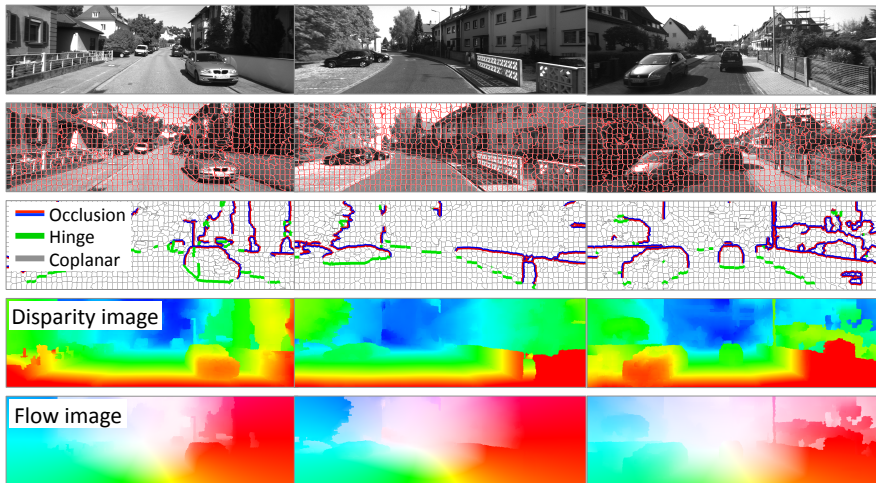 Occlusion
Hinge
Coplanar
Disparity image
Flow image